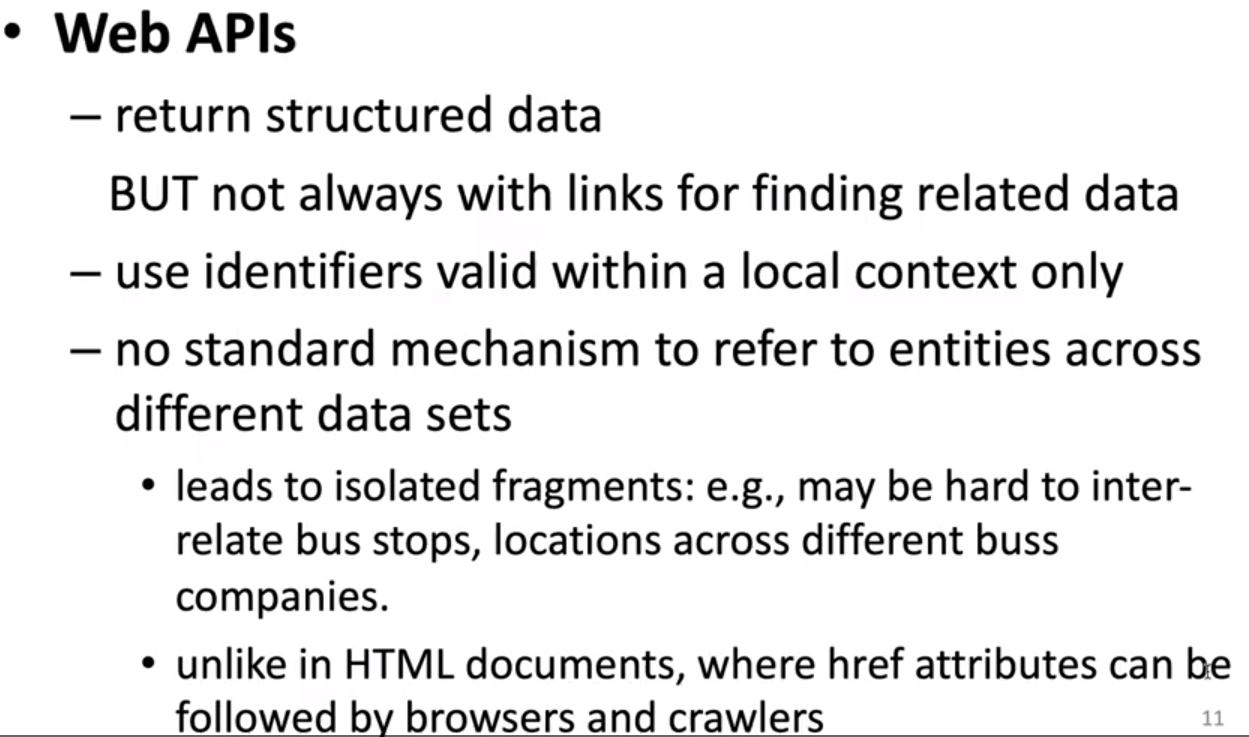 • Web APIs
– return structured data
BUT not always with links for finding related data
– use identifiers valid within a local context only
– no standard mechanism to refer to entities across
different data sets
• leads to isolated fragments: e.g., may be hard to inter-
relate bus stops, locations across different buss
companies.
• unlike in HTML documents, where href attributes can be
followed by browsers and crawlers
11